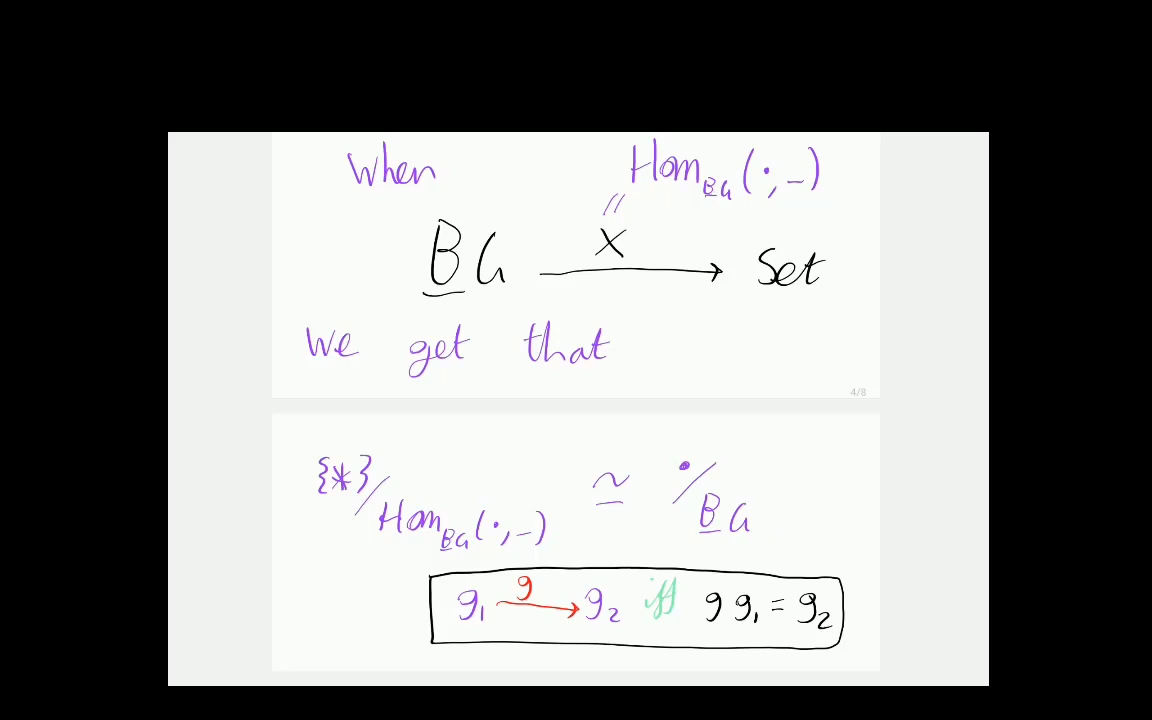 when Hom_BG(·, –)
=
BG X → Set
we get that
4/8
{*}/Hom_BG(·, –) ≃ •/BG
g₁ g → g₂ iff g g₁ = g₂